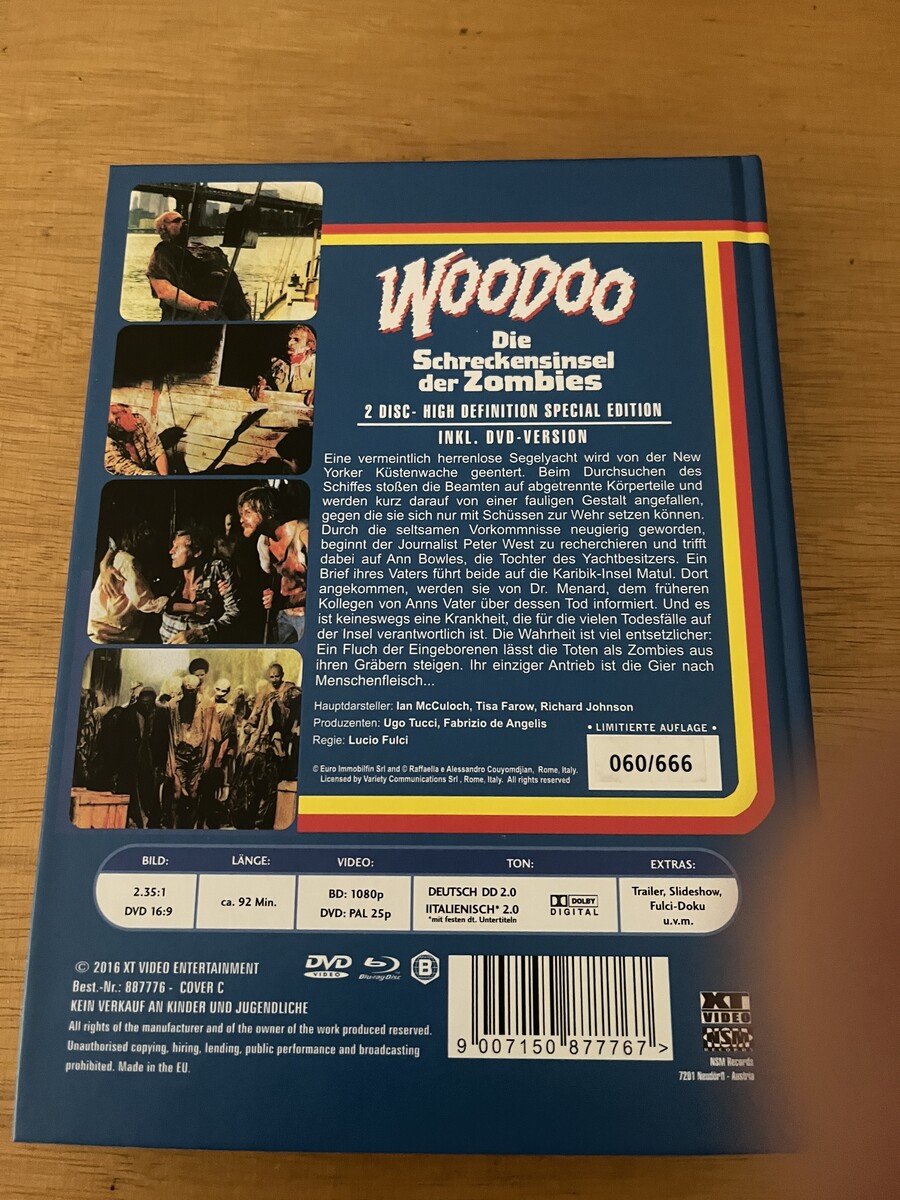 WOODOO
Die
Schreckensinsel
der Zombies
2 DISC- HIGH DEFINITION SPECIAL EDITION
INKL. DVD-VERSION
Eine vermeintlich herrenlose Segelyacht wird von der New
Yorker Küstenwache geentert. Beim Durchsuchen des
Schiffes stoßen die Beamten auf abgetrennte Körperteile und
werden kurz darauf von einer fauligen Gestalt angefallen,
gegen die sie sich nur mit Schüssen zur Wehr setzen können.
Durch die seltsamen Vorkommnisse neugierig geworden,
beginnt der Journalist Peter West zu recherchieren und trifft
dabei auf Ann Bowles, die Tochter des Yachtbesitzers. Ein
Brief ihres Vaters führt beide auf die Karibik-Insel Matul. Dort
angekommen, werden sie von Dr. Menard, dem früheren
Kollegen von Anns Vater über dessen Tod informiert. Und es
ist keineswegs eine Krankheit, die für die vielen Todesfälle auf
der Insel verantwortlich ist. Die Wahrheit ist viel entsetzlicher:
Ein Fluch der Eingeborenen lässt die Toten als Zombies aus
ihren Gräbern steigen. Ihr einziger Antrieb ist die Gier nach
Menschenfleisch...
Hauptdarsteller: Ian McCuloch, Tisa Farow, Richard Johnson
Produzenten: Ugo Tucci, Fabrizio de Angelis
Regie: Lucio Fulci
• LIMITIERTE AUFLAGE •
060/666
© Euro Immobilfin Srl and © Raffaella e Alessandro Couyomdjian, Rome, Italy.
Licensed by Variety Communications Srl , Rome, Italy. All rights reserved
BILD: LÄNGE: VIDEO: TON: EXTRAS:
2.35:1
DVD 16:9
ca. 92 Min.
BD: 1080p
DVD: PAL 25p
DEUTSCH DD 2.0
IITALIENISCH* 2.0
*mit festen dt. Untertiteln
DOLBY
DIGITAL
Trailer, Slideshow,
Fulci-Doku
u.v.m.
© 2016 XT VIDEO ENTERTAINMENT
Best.-Nr.: 887776 - COVER C
KEIN VERKAUF AN KINDER UND JUGENDLICHE
All rights of the manufacturer and of the owner of the work produced reserved.
Unauthorised copying, hiring, lending, public performance and broadcasting
prohibited. Made in the EU.
DVD
VIDEO
Blu-ray Disc
B
9 007150 877767 >
XT
VIDEO
NSM
RECORDS
NSM Records
7201 Neudörfl - Austria